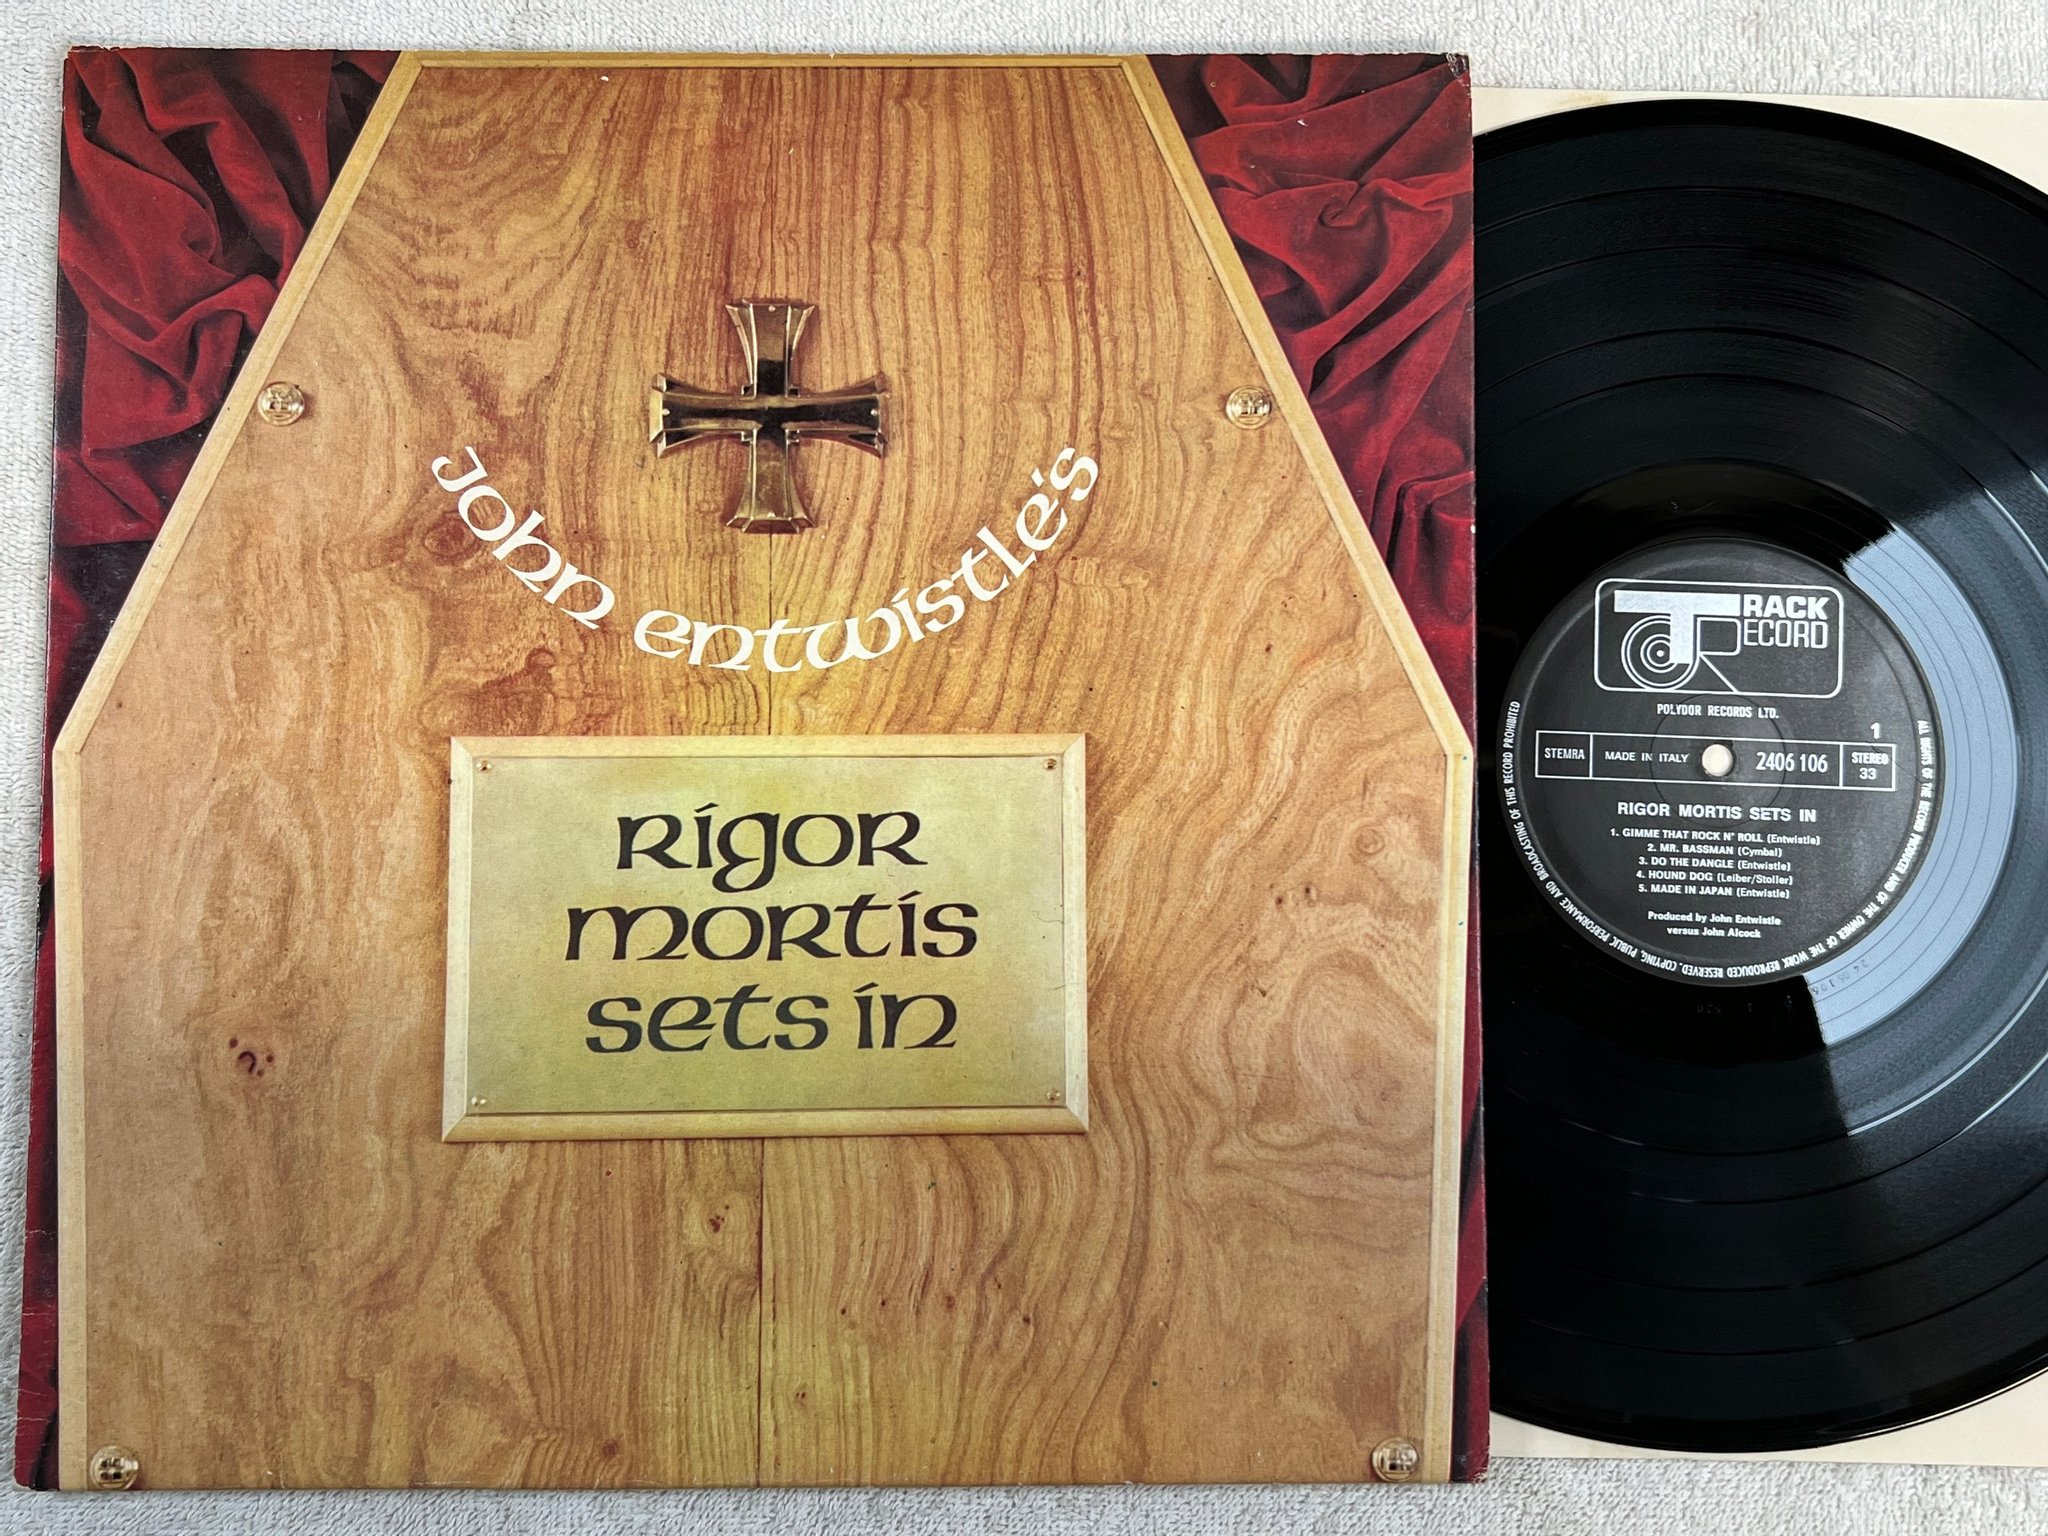 John Entwistle's
Rigor
Mortis
Sets in
TRACK
RECORD
POLYDOR RECORDS LTD.
1
STEMRA
MADE IN ITALY
2406 106
STEREO
33
RIGOR MORTIS SETS IN
1. GIMME THAT ROCK N' ROLL (Entwistle)
2. MR. BASSMAN (Cymbal)
3. DO THE DANGLE (Entwistle)
4. HOUND DOG (Leiber/Stoller)
5. MADE IN JAPAN (Entwistle)
Produced by John Entwistle
versus John Alcock
ALL RIGHTS OF THE RECORD PRODUCER AND OF THE OWNER OF THE WORK REPRODUCED RESERVED. COPYING, PUBLIC PERFORMANCE AND BROADCASTING OF THIS RECORD PROHIBITED